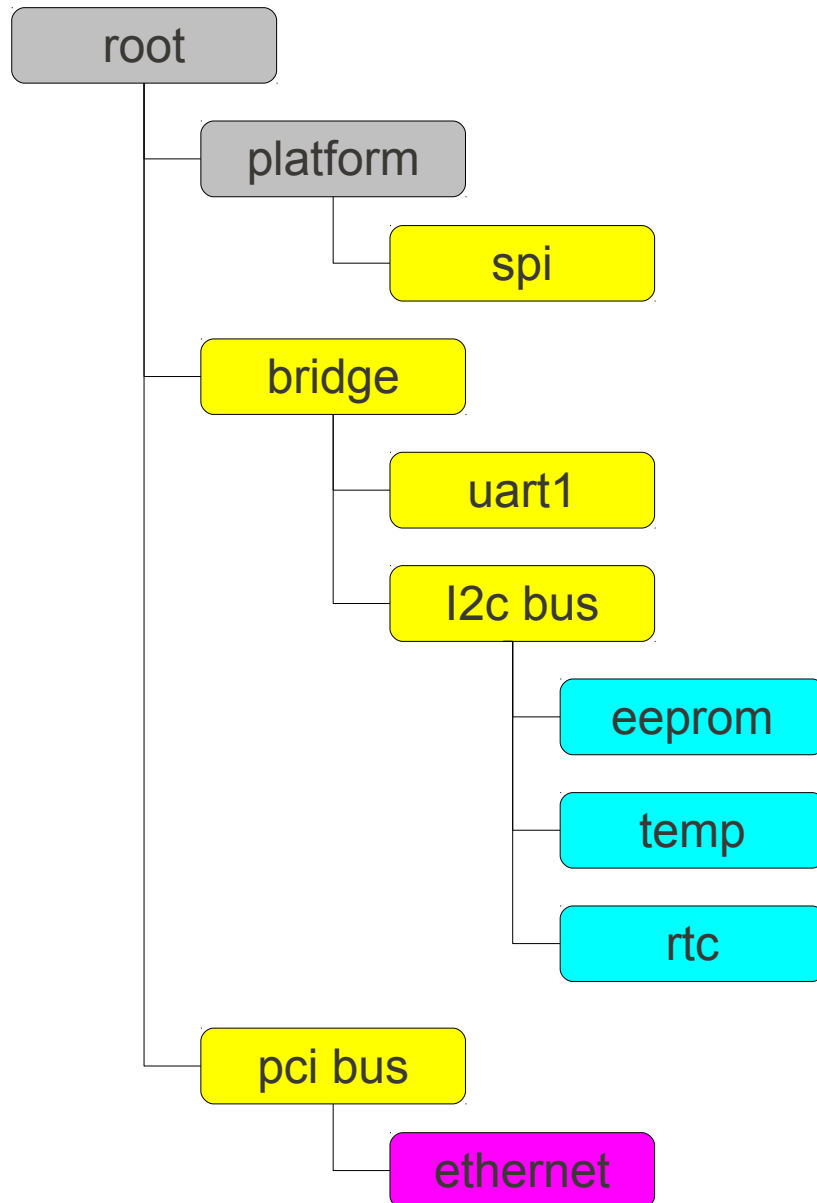 root
platform
spi
bridge
uart1
I2c bus
eeprom
temp
rtc
pci bus
ethernet